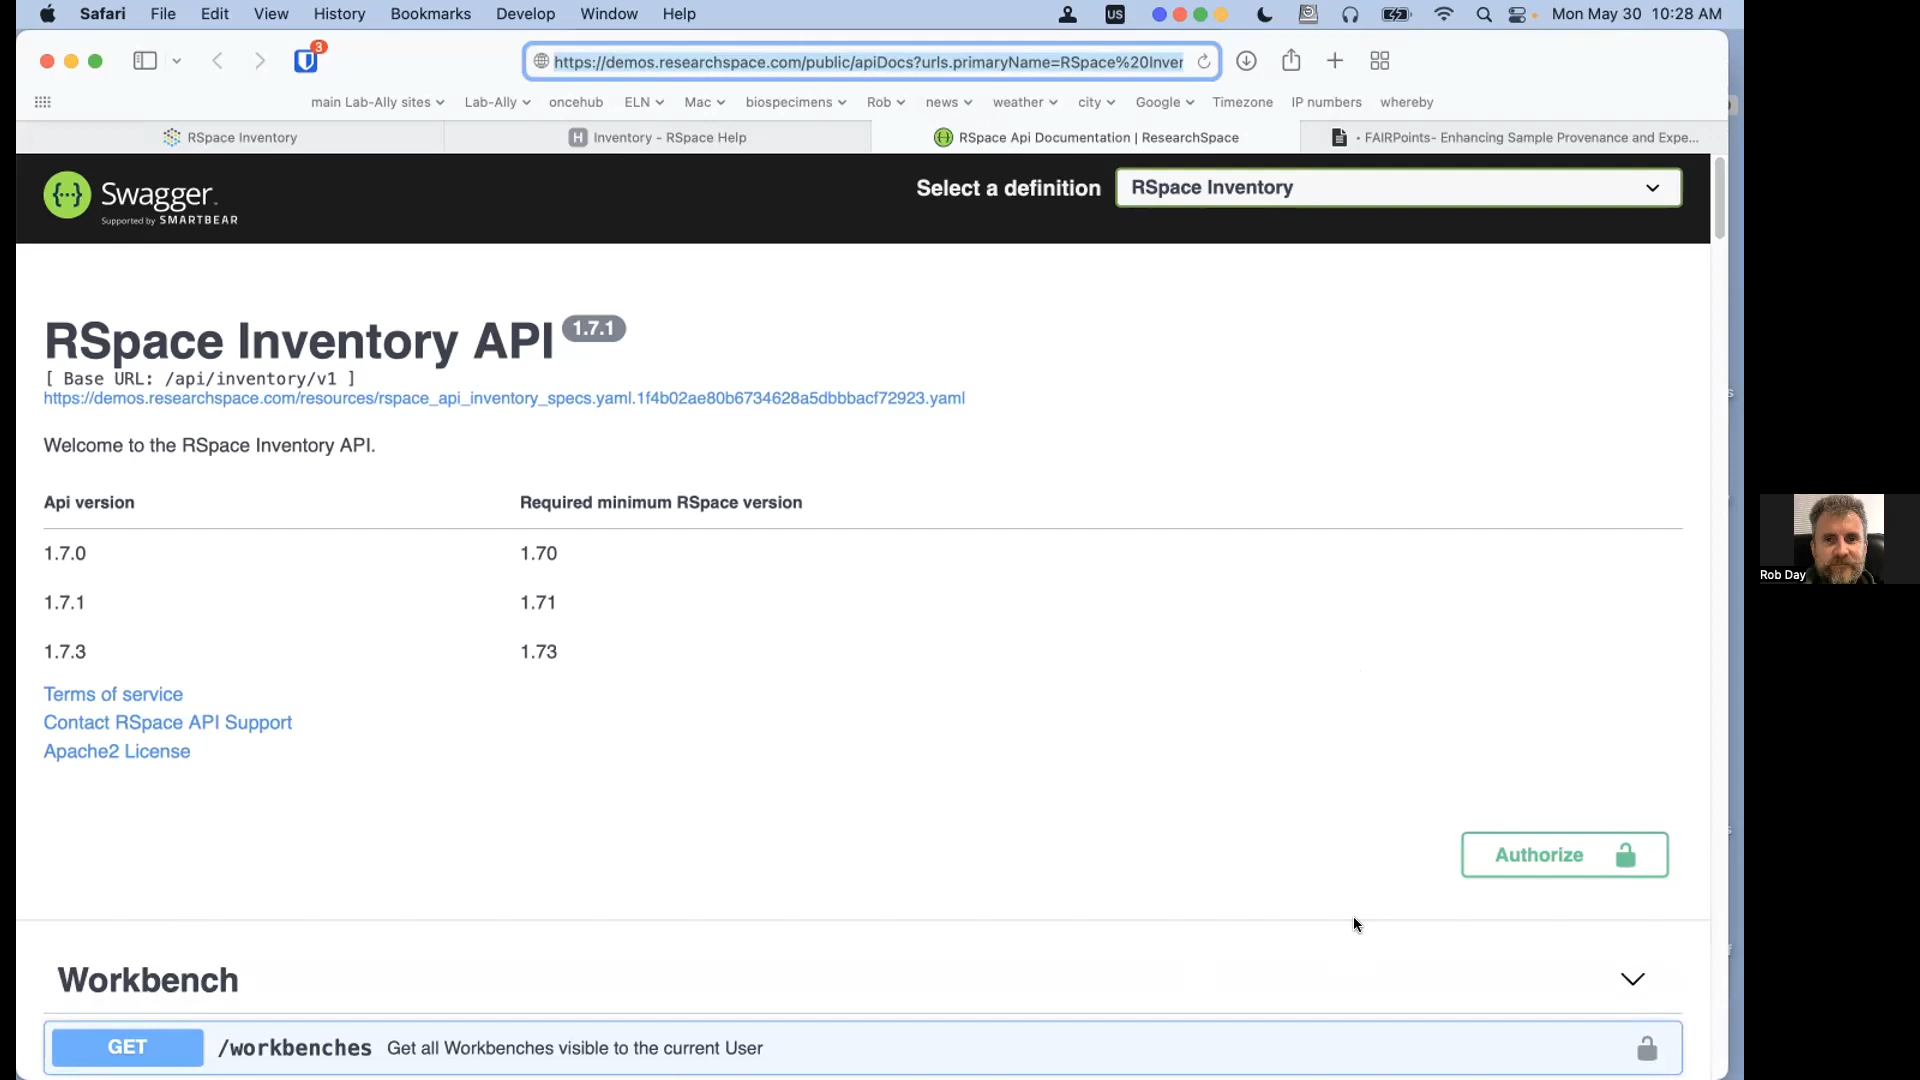 Safari File Edit View History Bookmarks Develop Window Help US Mon May 30 10:28 AM
3 https://demos.researchspace.com/public/apiDocs?urls.primaryName=RSpace%20Inver
main Lab-Ally sites Lab-Ally oncehub ELN Mac biospecimens Rob news weather city Google Timezone IP numbers whereby
RSpace Inventory H Inventory - RSpace Help RSpace Api Documentation | ResearchSpace • FAIRPoints- Enhancing Sample Provenance and Expe...
Swagger. Select a definition RSpace Inventory
Supported by SMARTBEAR
RSpace Inventory API 1.7.1
[ Base URL: /api/inventory/v1 ]
https://demos.researchspace.com/resources/rspace_api_inventory_specs.yaml.1f4b02ae80b6734628a5dbbbacf72923.yaml
Welcome to the RSpace Inventory API.
Api version Required minimum RSpace version
1.7.0 1.70
1.7.1 1.71
1.7.3 1.73
Terms of service
Contact RSpace API Support
Apache2 License
Rob Day
Authorize
Workbench
GET /workbenches Get all Workbenches visible to the current User